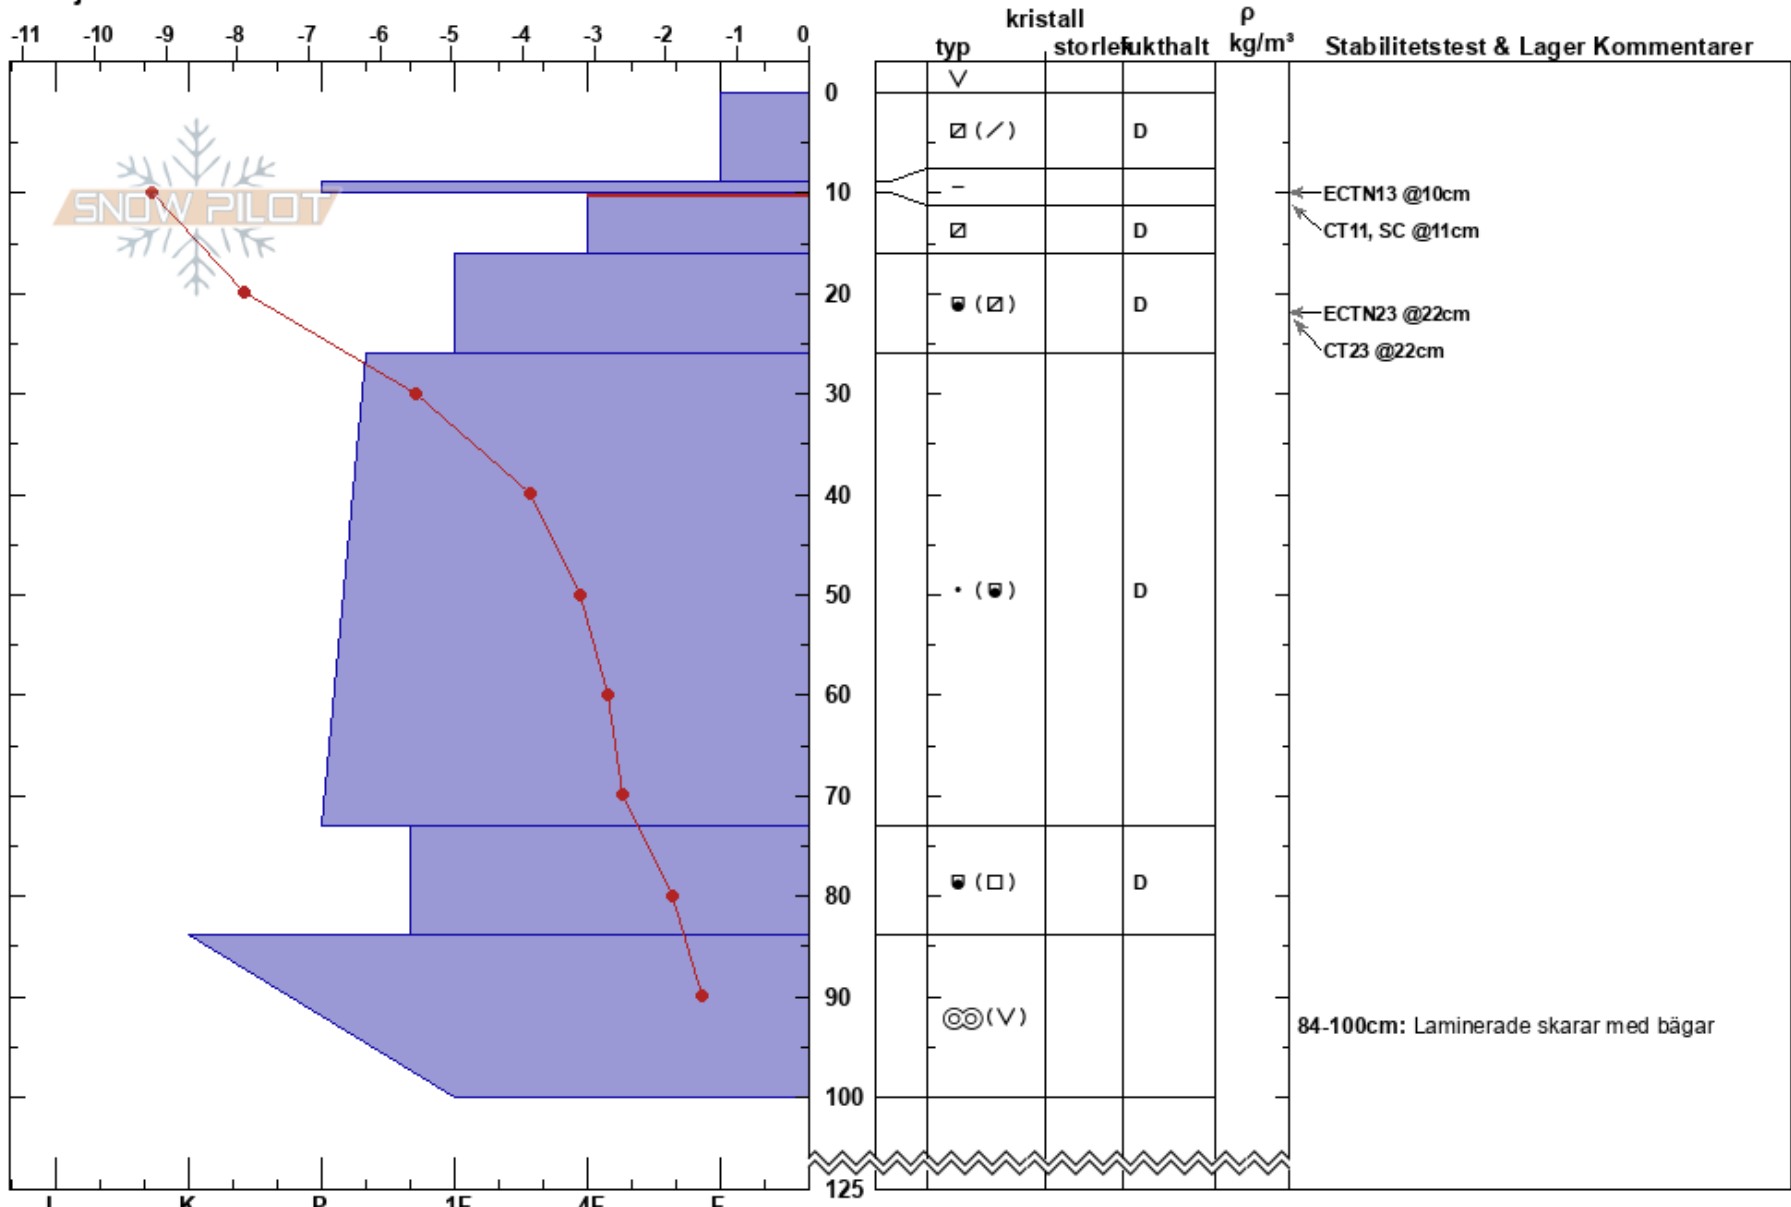 kristall ρ
-11 -10 -9 -8 -7 -6 -5 -4 -3 -2 -1 0 typ storlek fukthalt kg/m³ Stabilitetstest & Lager Kommentarer
0
D
SNOW PILOT
10 ECTN13 @10cm
D CT11, SC @11cm
20 D ECTN23 @22cm
CT23 @22cm
30
40
50 D
60
70
80 D
90
84-100cm: Laminerade skarar med bägar
100
125
K P 1F 4F F